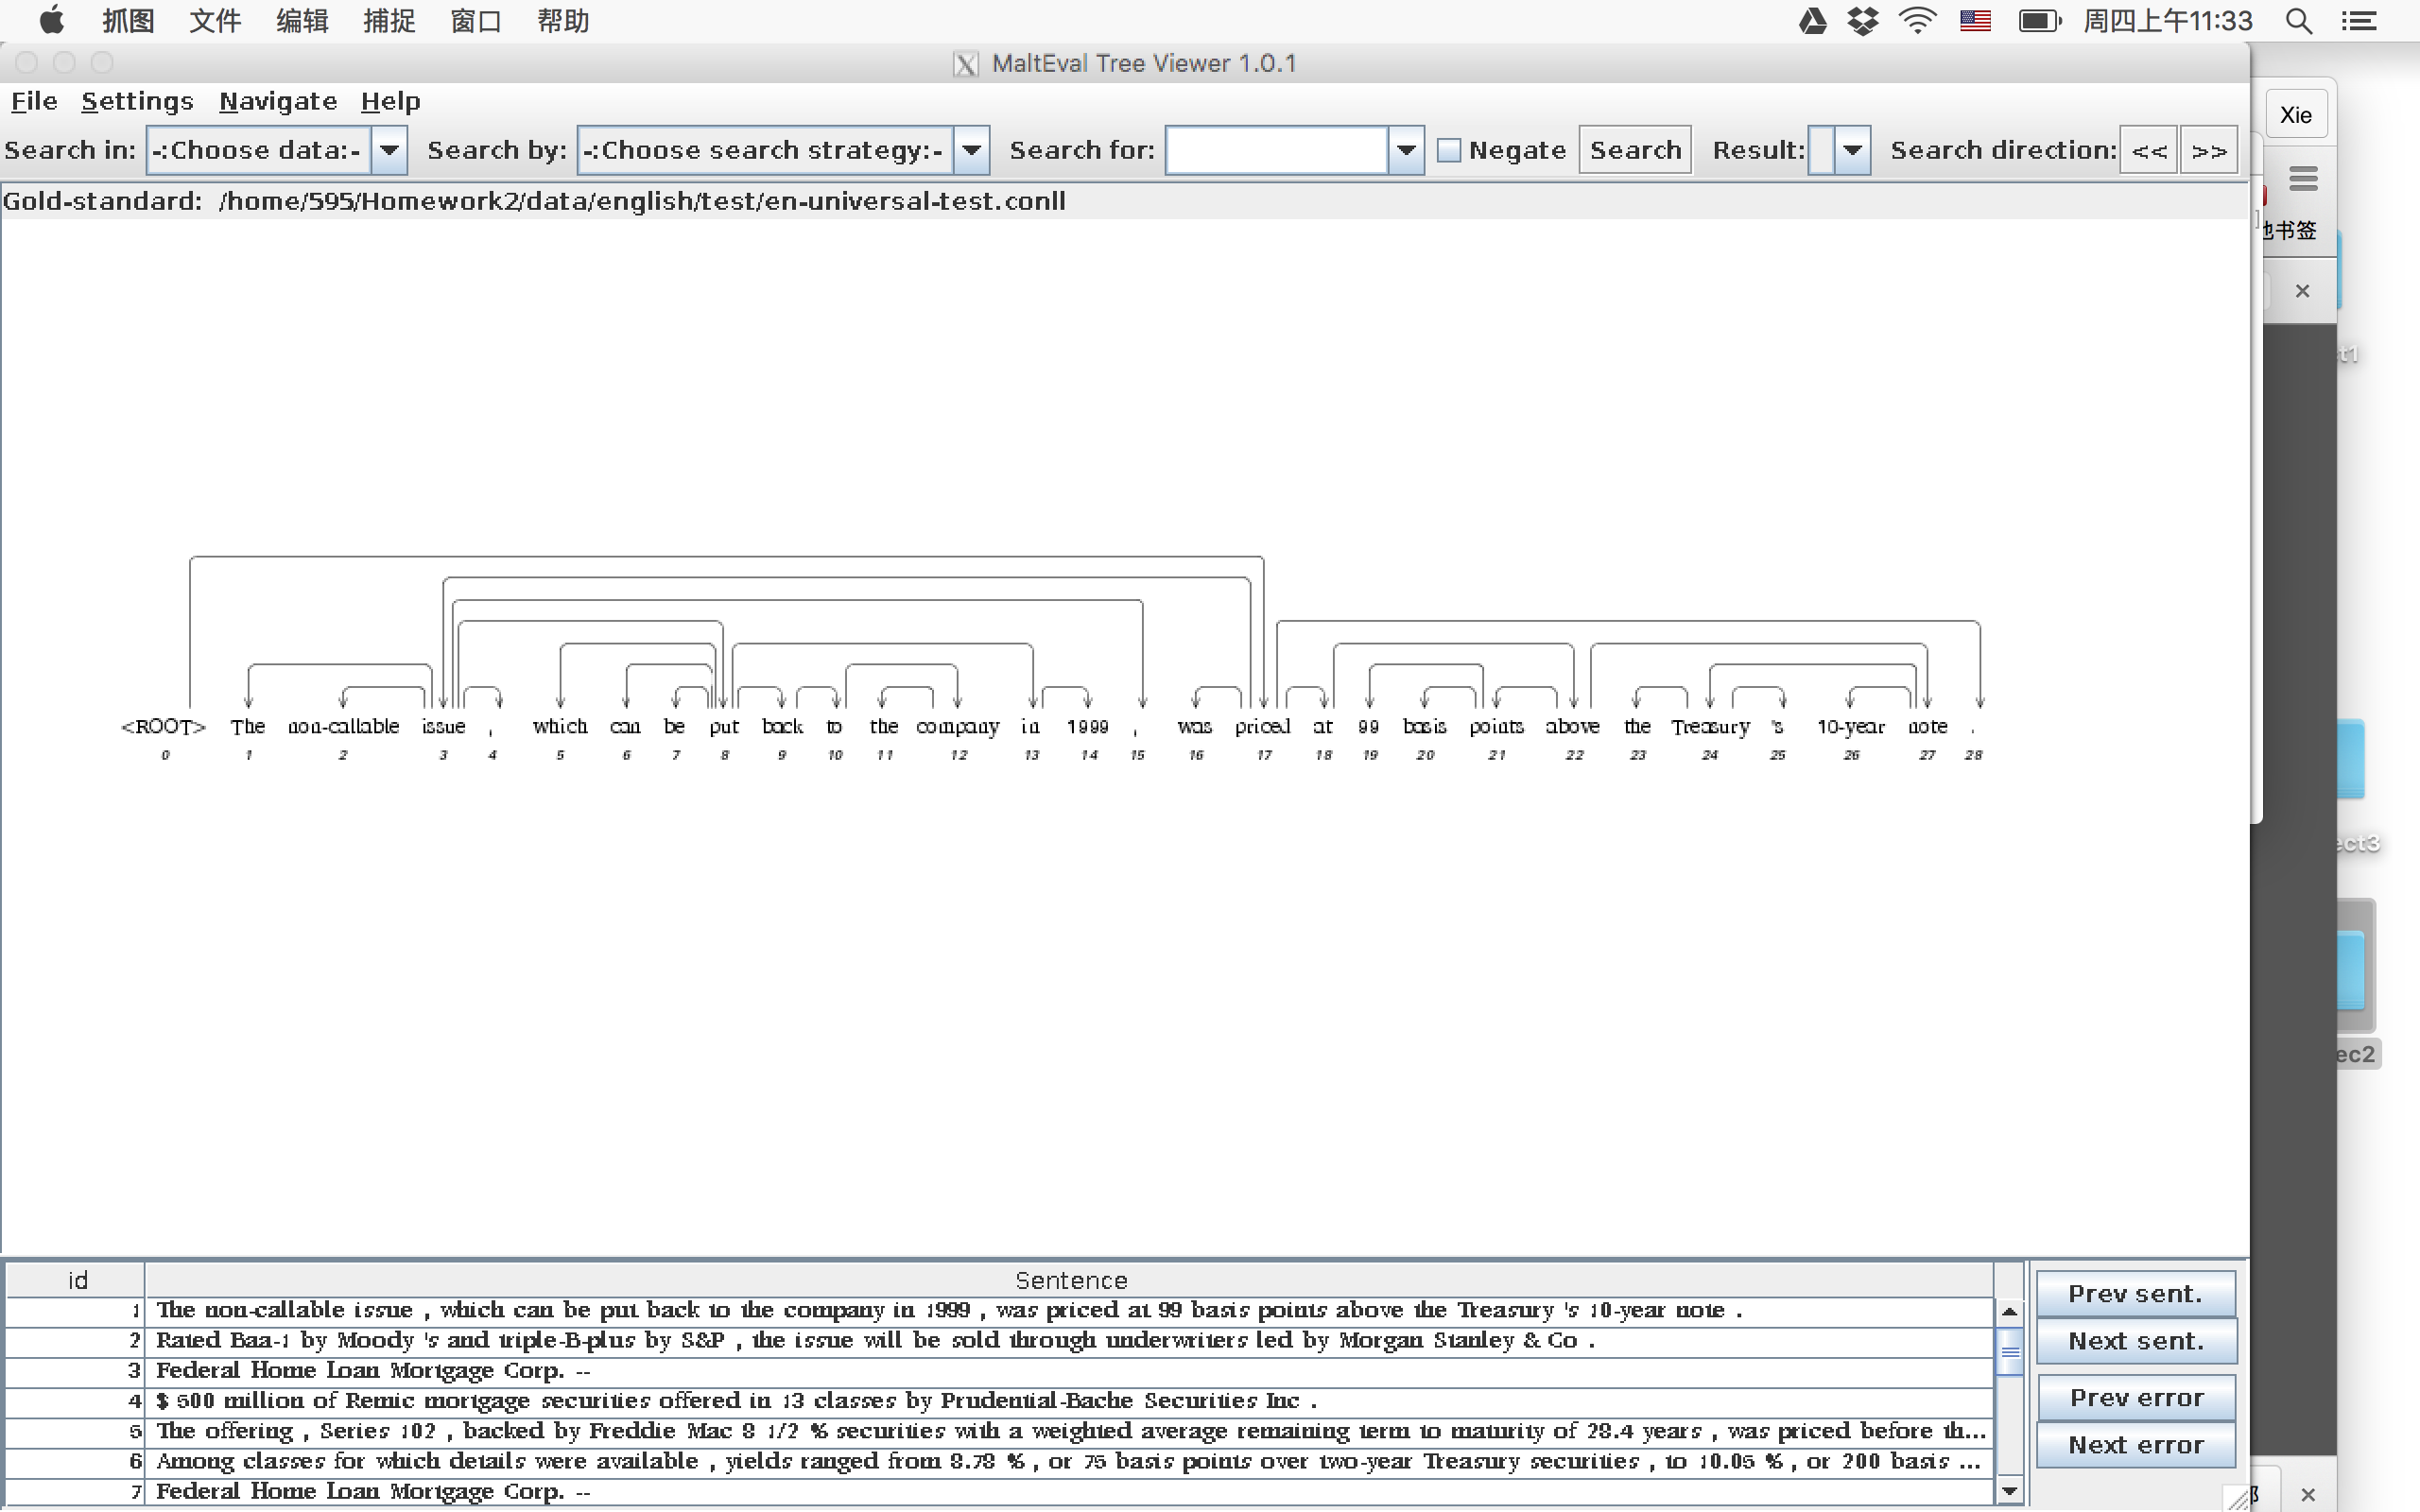 抓图 文件 编辑 捕捉 窗口 帮助 周四上午11:33
MaltEval Tree Viewer 1.0.1
File Settings Navigate Help
Xie
Search in: -:Choose data:- Search by: -:Choose search strategy:- Search for: Negate Search Result: Search direction: << >>
Gold-standard: /home/595/Homework2/data/english/test/en-universal-test.conll
书签
t1
<ROOT> The non-callable issue , which can be put back to the company in 1999 , was priced at 99 basis points above the Treasury 's 10-year note .
0 1 2 3 4 5 6 7 8 9 10 11 12 13 14 15 16 17 18 19 20 21 22 23 24 25 26 27 28
ect3
ec2
id Sentence
1 The non-callable issue , which can be put back to the company in 1999 , was priced at 99 basis points above the Treasury 's 10-year note .
2 Rated Baa-1 by Moody 's and triple-B-plus by S&P , the issue will be sold through underwriters led by Morgan Stanley & Co .
3 Federal Home Loan Mortgage Corp. --
4 $ 500 million of Remic mortgage securities offered in 13 classes by Prudential-Bache Securities Inc .
5 The offering , Series 102 , backed by Freddie Mac 8 1/2 % securities with a weighted average remaining term to maturity of 28.4 years , was priced before th...
6 Among classes for which details were available , yields ranged from 8.78 % , or 75 basis points over two-year Treasury securities , to 10.05 % , or 200 basis ...
7 Federal Home Loan Mortgage Corp. --
Prev sent.
Next sent.
Prev error
Next error